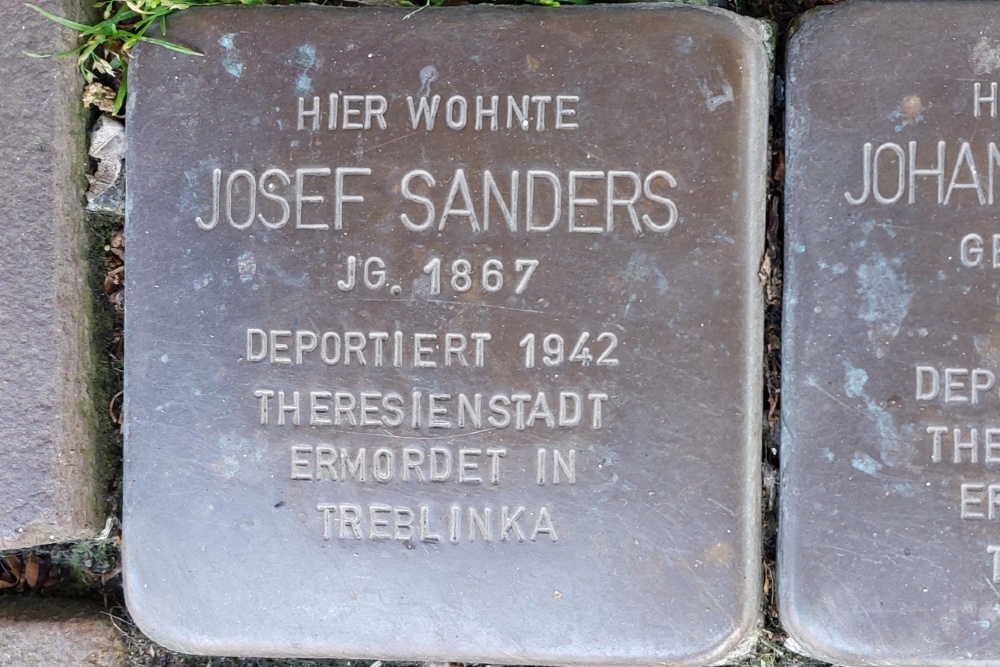 HIER WOHNTE
JOSEF SANDERS
JG. 1867
DEPORTIERT 1942
THERESIENSTADT
ERMORDET IN
TREBLINKA